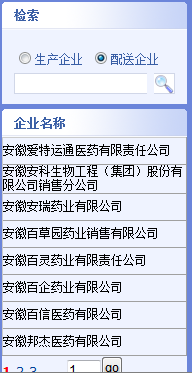 检索
生产企业 配送企业
企业名称
安徽爱特运通医药有限责任公司
安徽安科生物工程（集团）股份有
限公司销售分公司
安徽安瑞药业有限公司
安徽百草园药业销售有限公司
安徽百灵药业有限责任公司
安徽百企药业有限公司
安徽百信医药有限公司
安徽邦杰医药有限公司
1 2 3 1 go